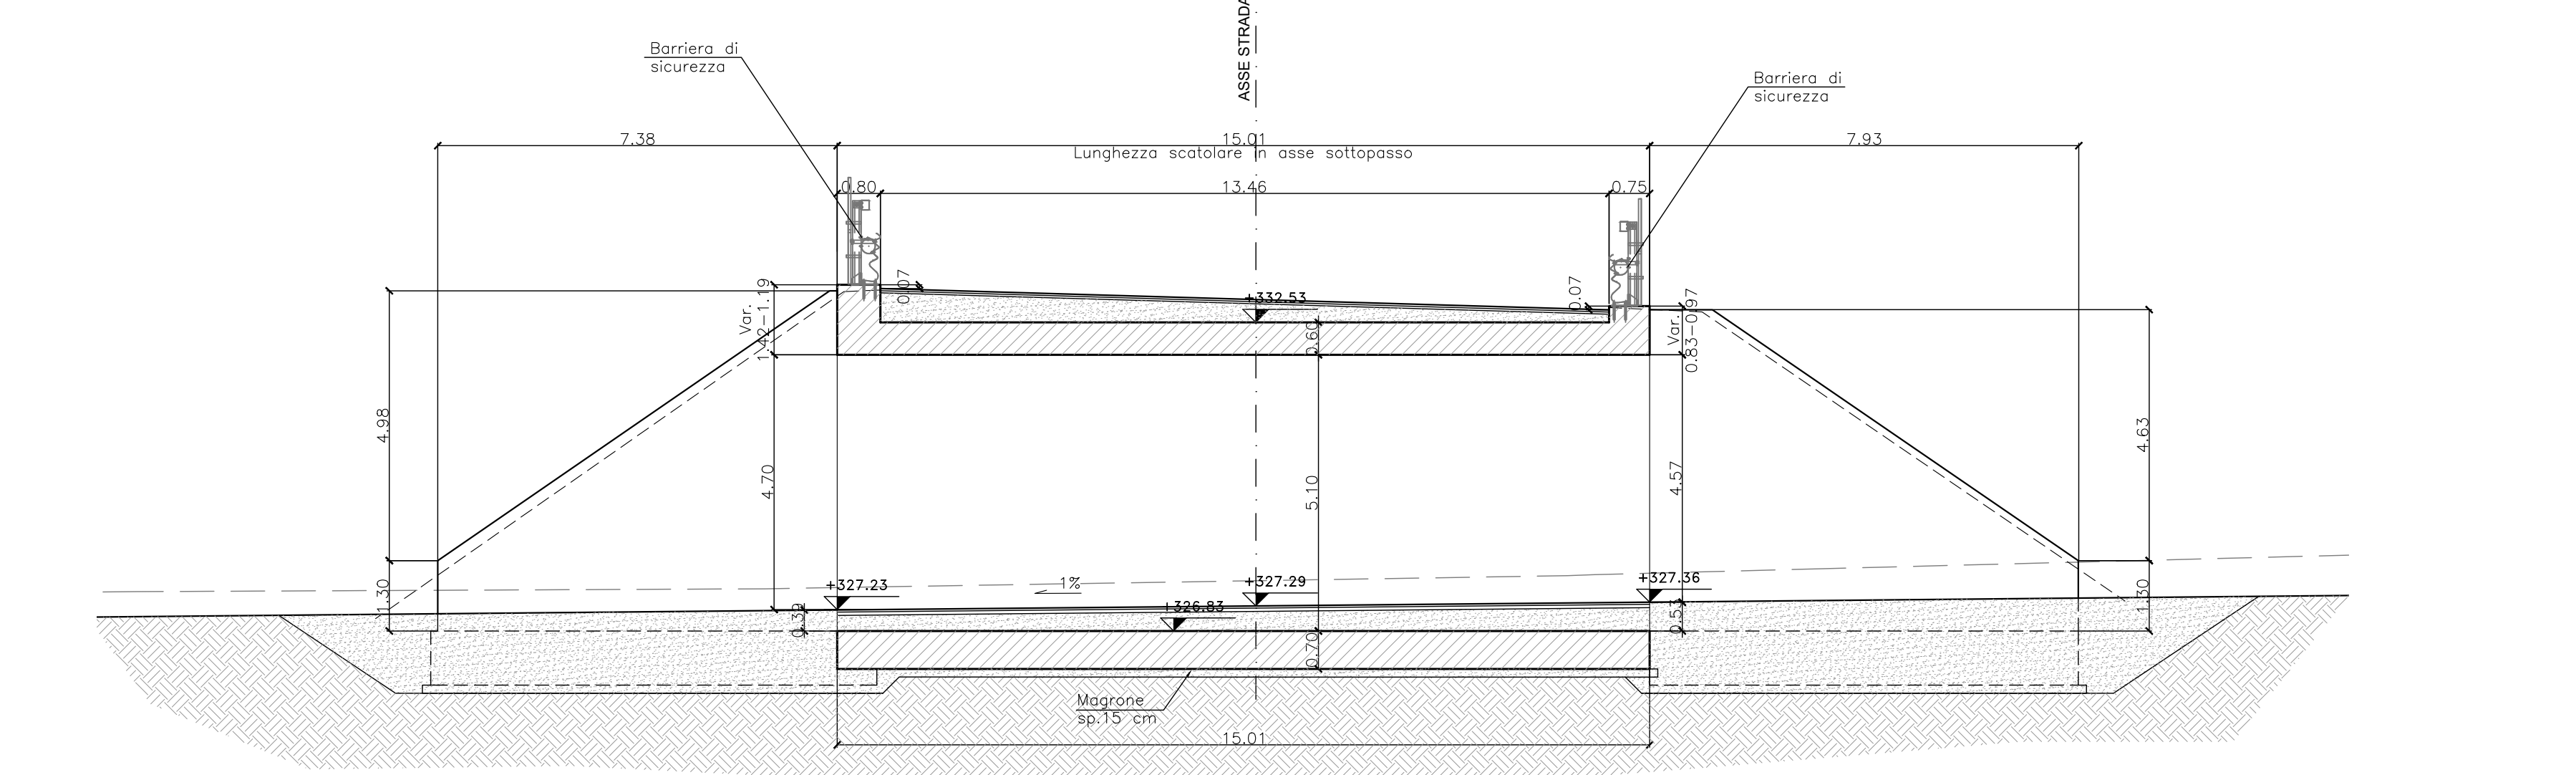 ASSE STRADA
Barriera di
sicurezza
Barriera di
sicurezza
7.38
15.01
7.93
Lunghezza scatolare in asse sottopasso
0.80
13.46
0.75
0.07
0.07
Var.
1.42-1.19
+332.53
Var.
0.83-0.97
0.60
4.98
4.70
5.10
4.57
4.63
1.30
+327.23
1%
+327.29
+327.36
1.30
0.39
+326.83
0.53
0.70
Magrone
sp.15 cm
15.01